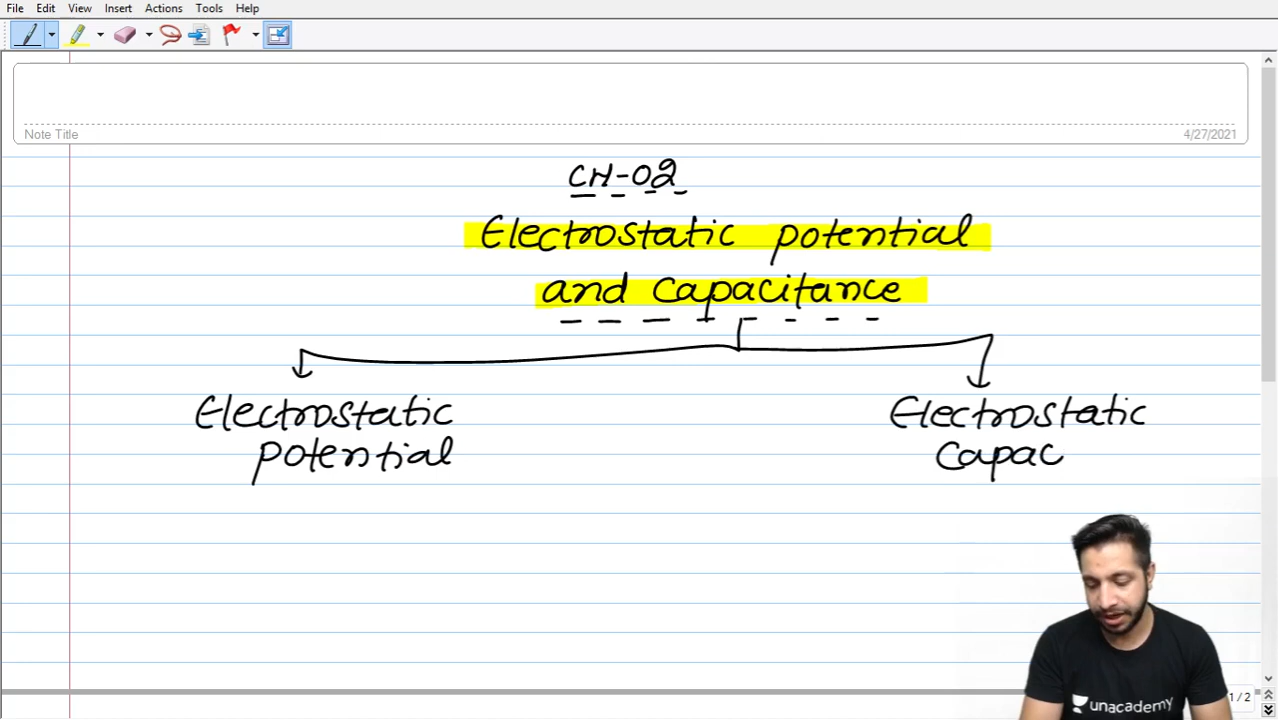 File Edit View Insert Actions Tools Help
Note Title
4/27/2021
CH-02
Electrostatic potential
and Capacitance
Electrostatic
potential
Electrostatic
Capac
unacademy
1 / 2